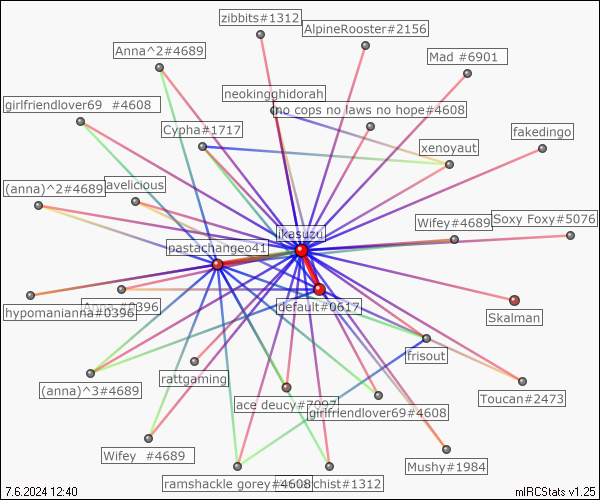 zibbits#1312
AlpineRooster#2156
Anna^2#4689
Mad #6901
neokingghidorah
girlfriendlover69 #4608
no cops no laws no hope#4608
Cypha#1717
fakedingo
xenoyaut
(anna)^2#4689
avelicious
Wifey#4689
Soxy Foxy#5076
ikasuzu
pastachangeo41
Anna #0396
default#0617
hypomanianna#0396
Skalman
frisout
rattgaming
(anna)^3#4689
ace deucy#7097
girlfriendlover69#4608
Toucan#2473
Wifey #4689
Mushy#1984
ramshackle gorey #4608
chist#1312
7.6.2024 12:40
mIRCStats v1.25